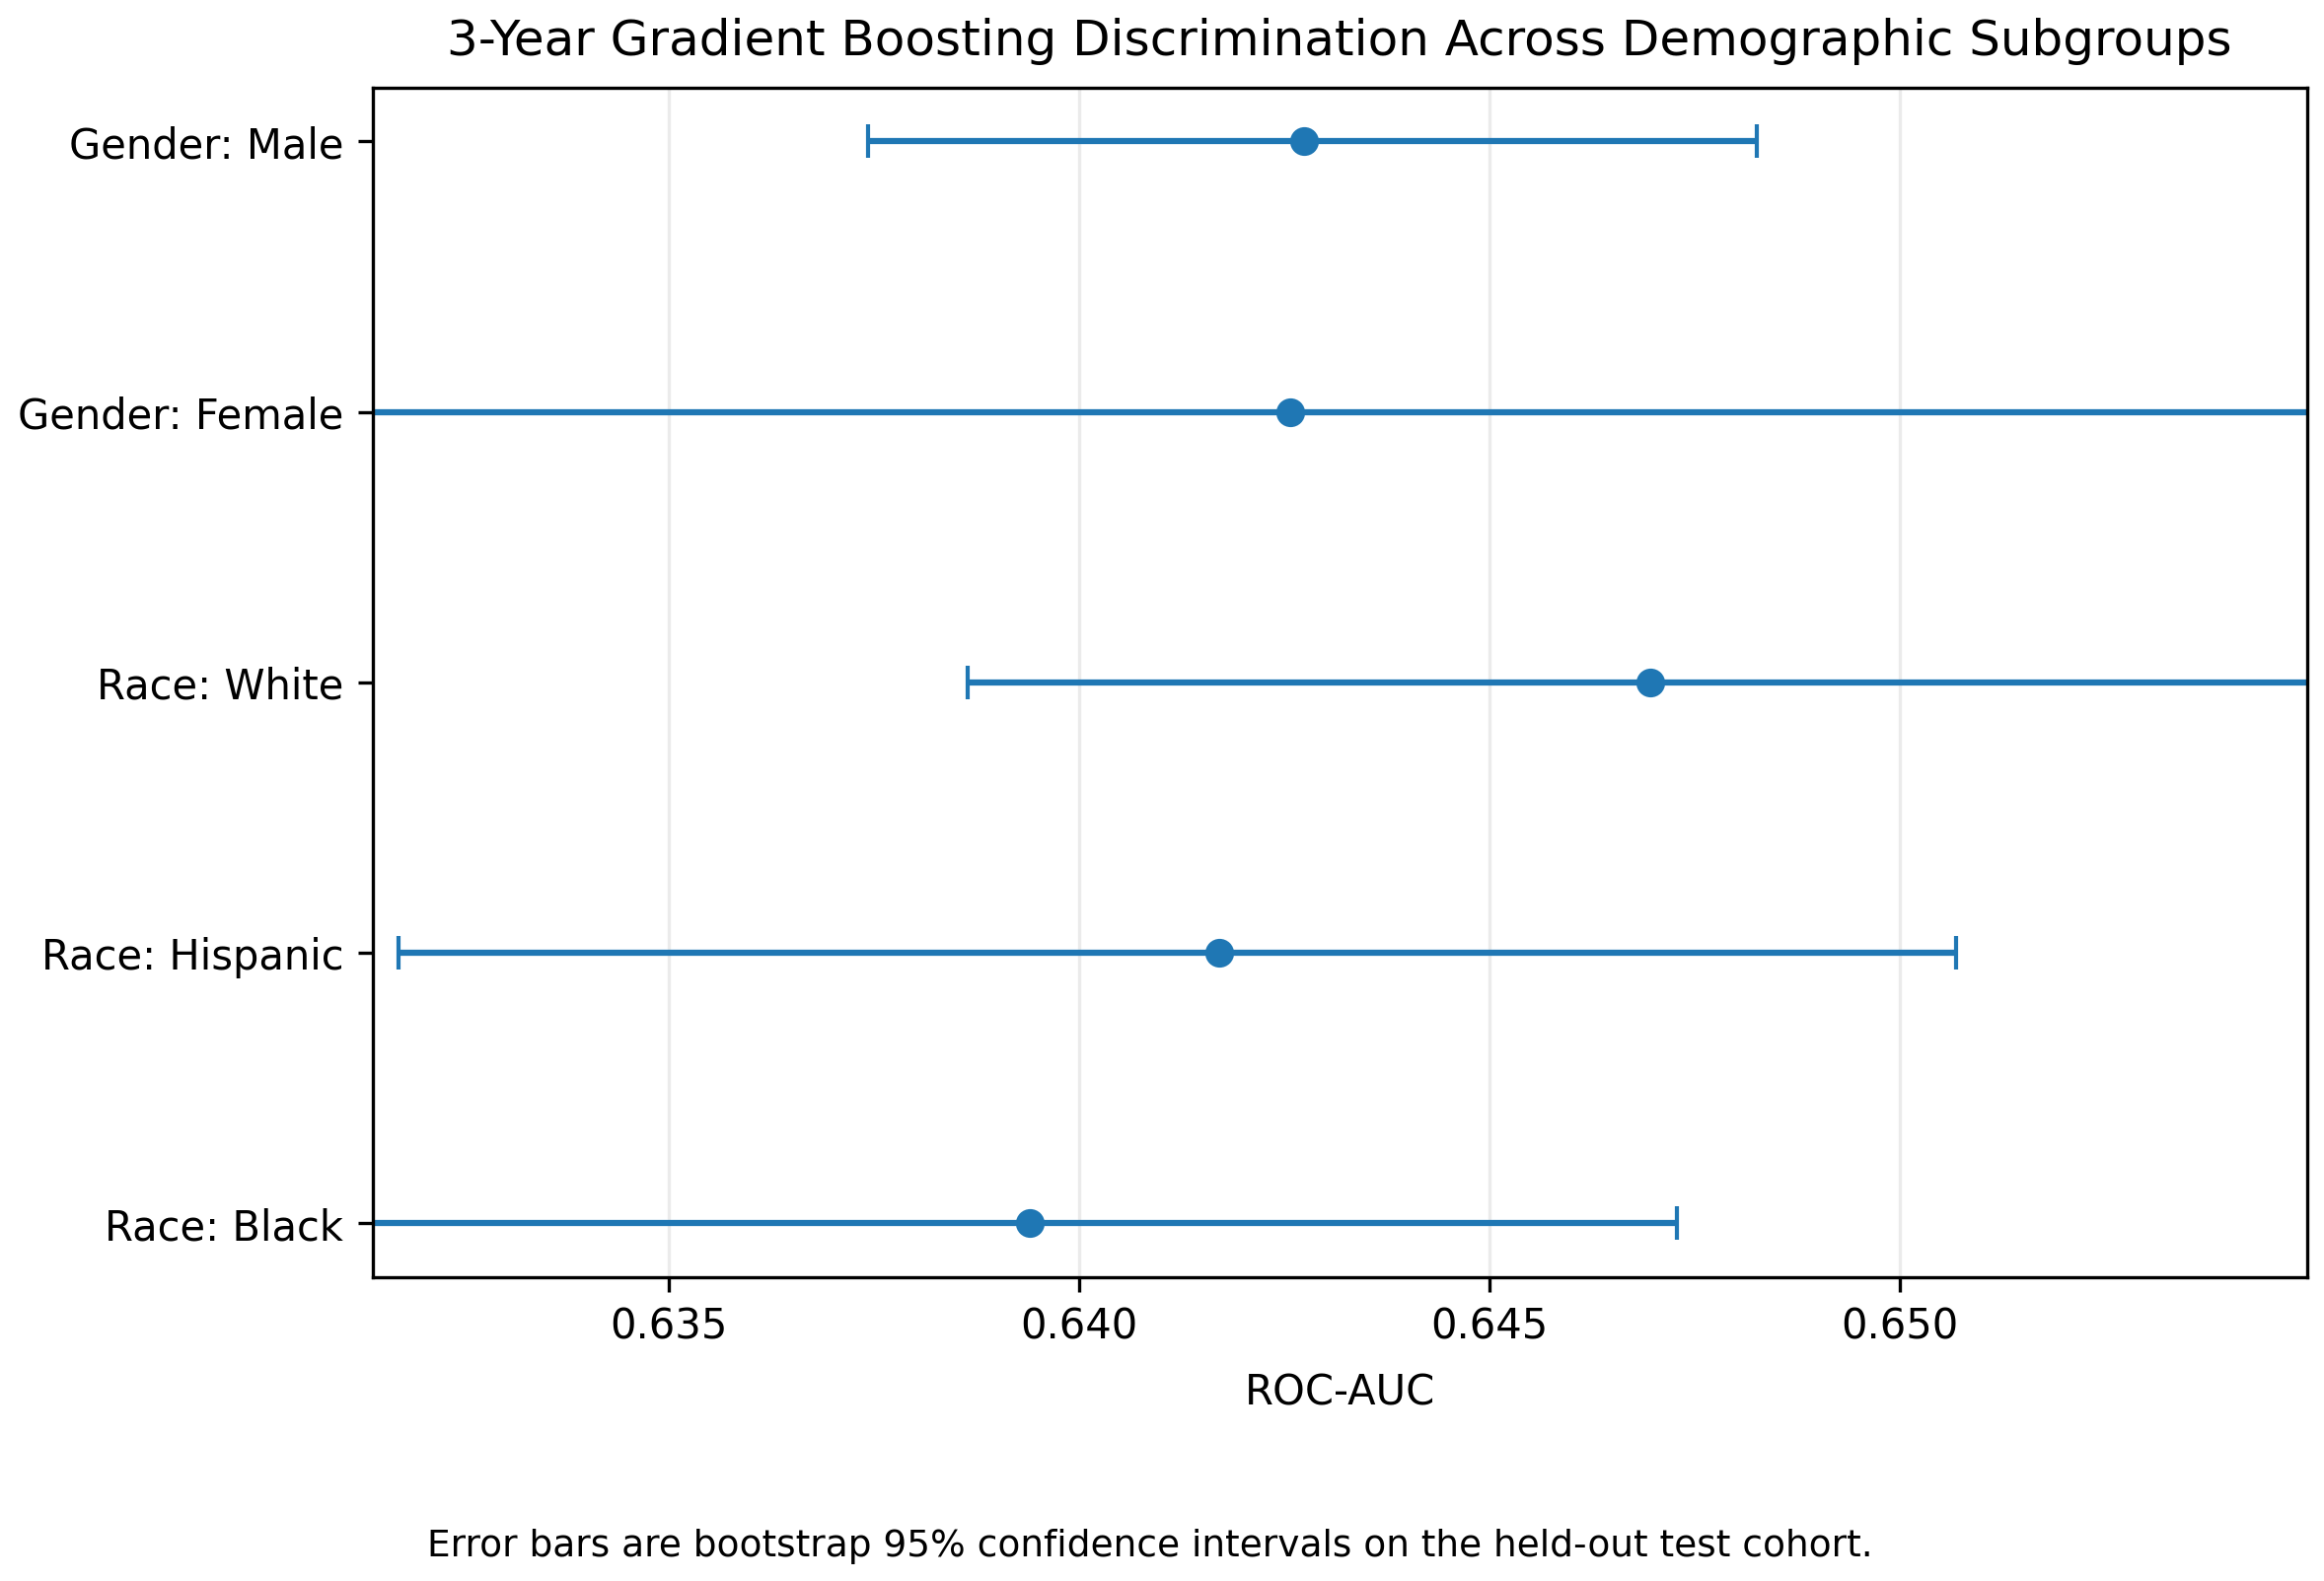 3-Year Gradient Boosting Discrimination Across Demographic Subgroups
Gender: Male
Gender: Female
Race: White
Race: Hispanic
Race: Black
0.635 0.640 0.645 0.650
ROC-AUC
Error bars are bootstrap 95% confidence intervals on the held-out test cohort.